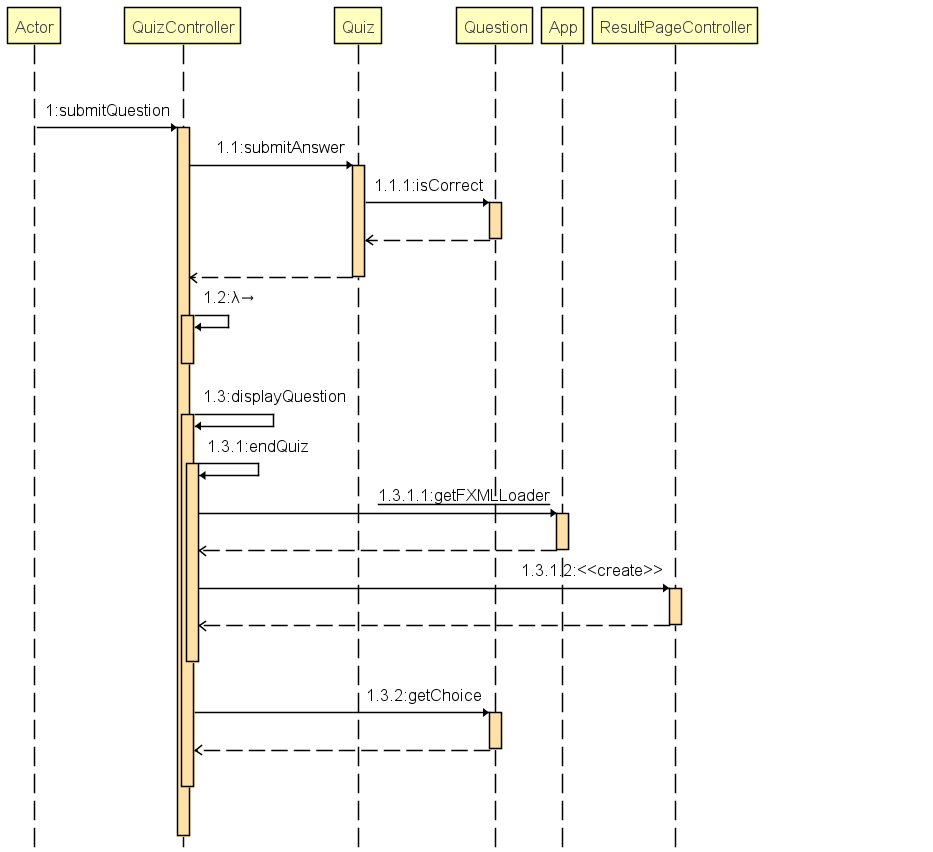 Actor QuizController Quiz Question App ResultPageController
1:submitQuestion
1.1:submitAnswer
1.1.1:isCorrect
1.2:λ→
1.3:displayQuestion
1.3.1:endQuiz
1.3.1.1:getFXMLLoader
1.3.1.2:<<create>>
1.3.2:getChoice